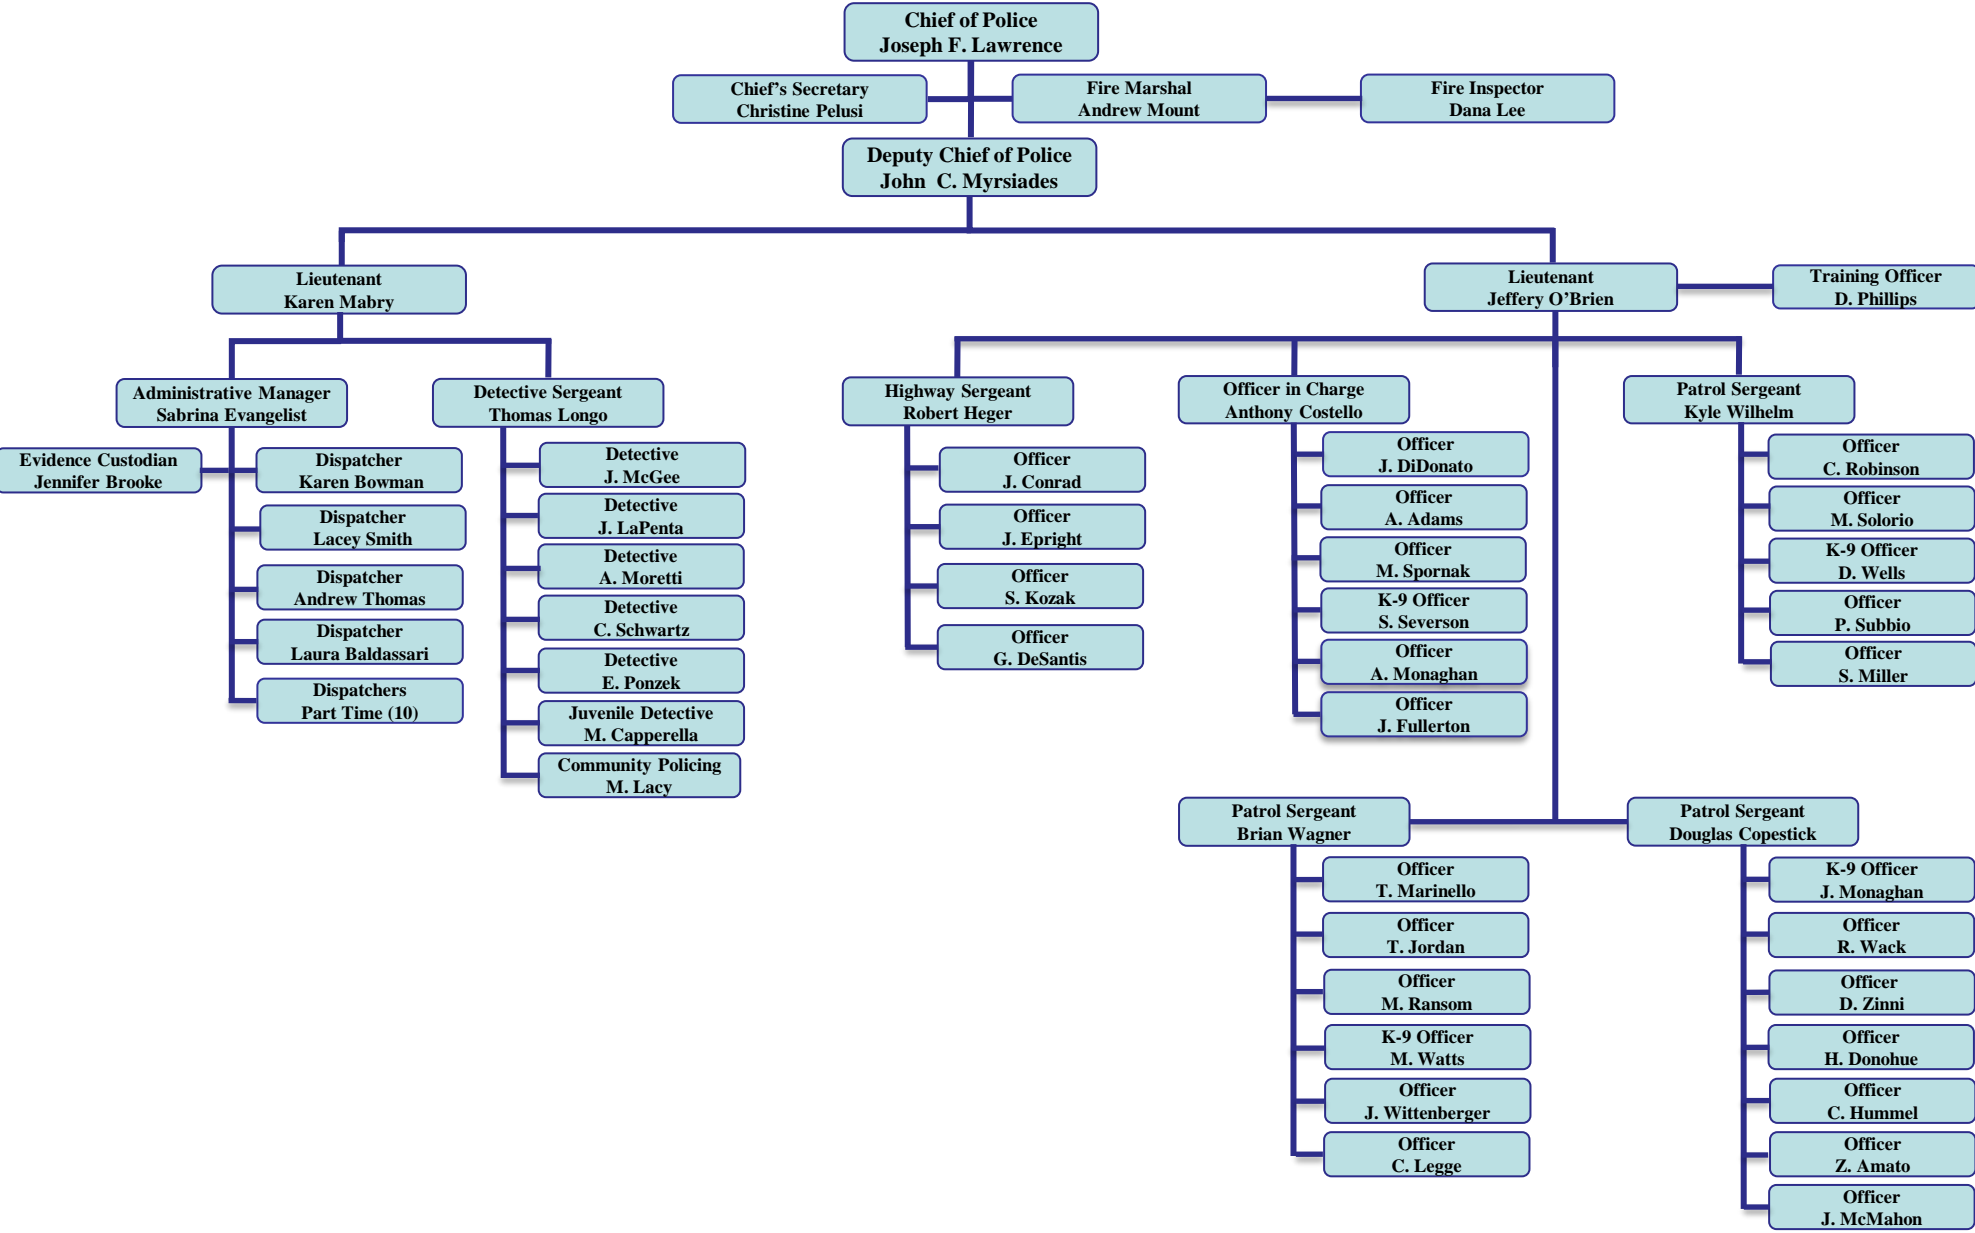 Chief of Police
Joseph F. Lawrence
Chief's Secretary
Christine Pelusi
Fire Marshal
Andrew Mount
Fire Inspector
Dana Lee
Deputy Chief of Police
John C. Myrsiades
Lieutenant
Karen Mabry
Lieutenant
Jeffery O'Brien
Training Officer
D. Phillips
Administrative Manager
Sabrina Evangelist
Evidence Custodian
Jennifer Brooke
Dispatcher
Karen Bowman
Dispatcher
Lacey Smith
Dispatcher
Andrew Thomas
Dispatcher
Laura Baldassari
Dispatchers
Part Time (10)
Detective Sergeant
Thomas Longo
Detective
J. McGee
Detective
J. LaPenta
Detective
A. Moretti
Detective
C. Schwartz
Detective
E. Ponzek
Juvenile Detective
M. Capperella
Community Policing
M. Lacy
Highway Sergeant
Robert Heger
Officer
J. Conrad
Officer
J. Epright
Officer
S. Kozak
Officer
G. DeSantis
Officer in Charge
Anthony Costello
Officer
J. DiDonato
Officer
A. Adams
Officer
M. Spornak
K-9 Officer
S. Severson
Officer
A. Monaghan
Officer
J. Fullerton
Patrol Sergeant
Kyle Wilhelm
Officer
C. Robinson
Officer
M. Solorio
K-9 Officer
D. Wells
Officer
P. Subbio
Officer
S. Miller
Patrol Sergeant
Brian Wagner
Officer
T. Marinello
Officer
T. Jordan
Officer
M. Ransom
K-9 Officer
M. Watts
Officer
J. Wittenberger
Officer
C. Legge
Patrol Sergeant
Douglas Copestick
K-9 Officer
J. Monaghan
Officer
R. Wack
Officer
D. Zinni
Officer
H. Donohue
Officer
C. Hummel
Officer
Z. Amato
Officer
J. McMahon